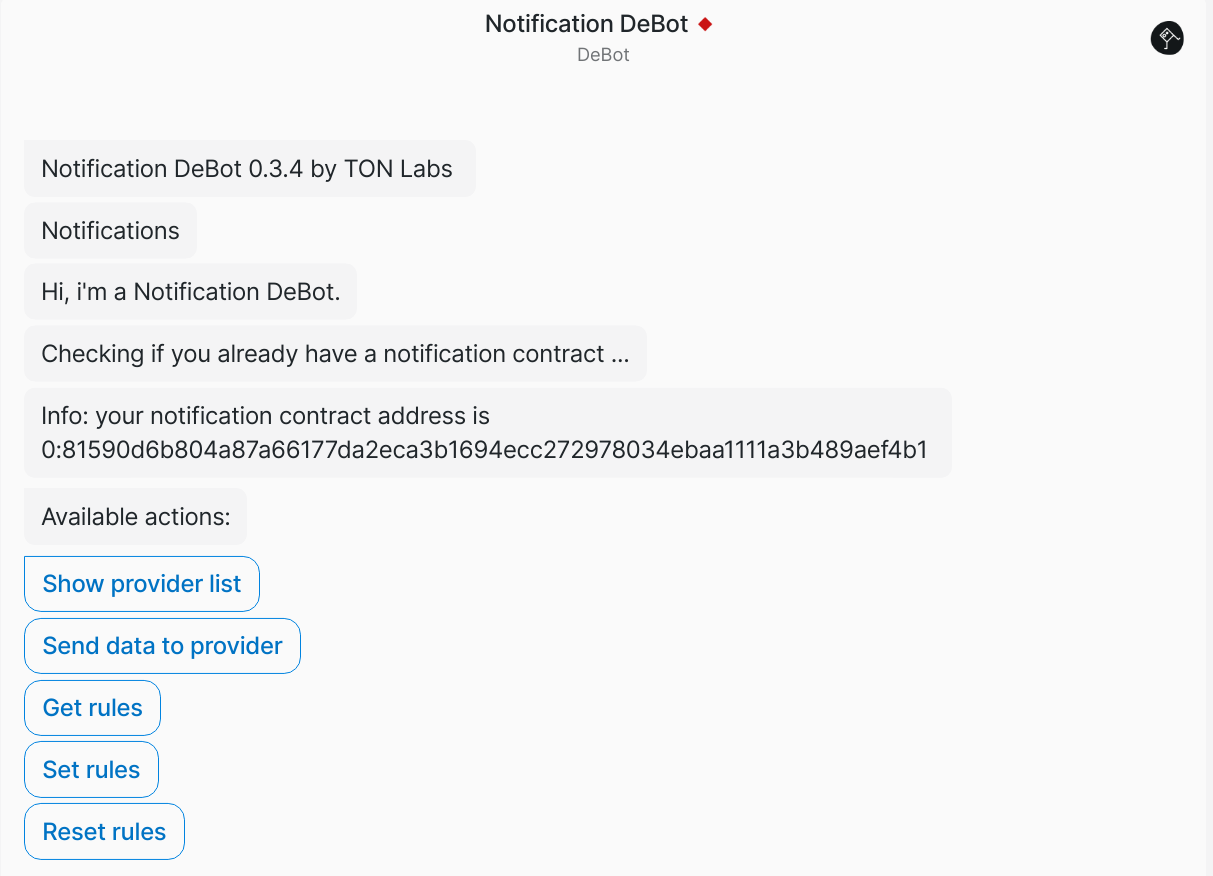 Notification DeBot
DeBot
Notification DeBot 0.3.4 by TON Labs
Notifications
Hi, i'm a Notification DeBot.
Checking if you already have a notification contract ...
Info: your notification contract address is
0:81590d6b804a87a66177da2eca3b1694ecc272978034ebaa1111a3b489aef4b1
Available actions:
Show provider list
Send data to provider
Get rules
Set rules
Reset rules